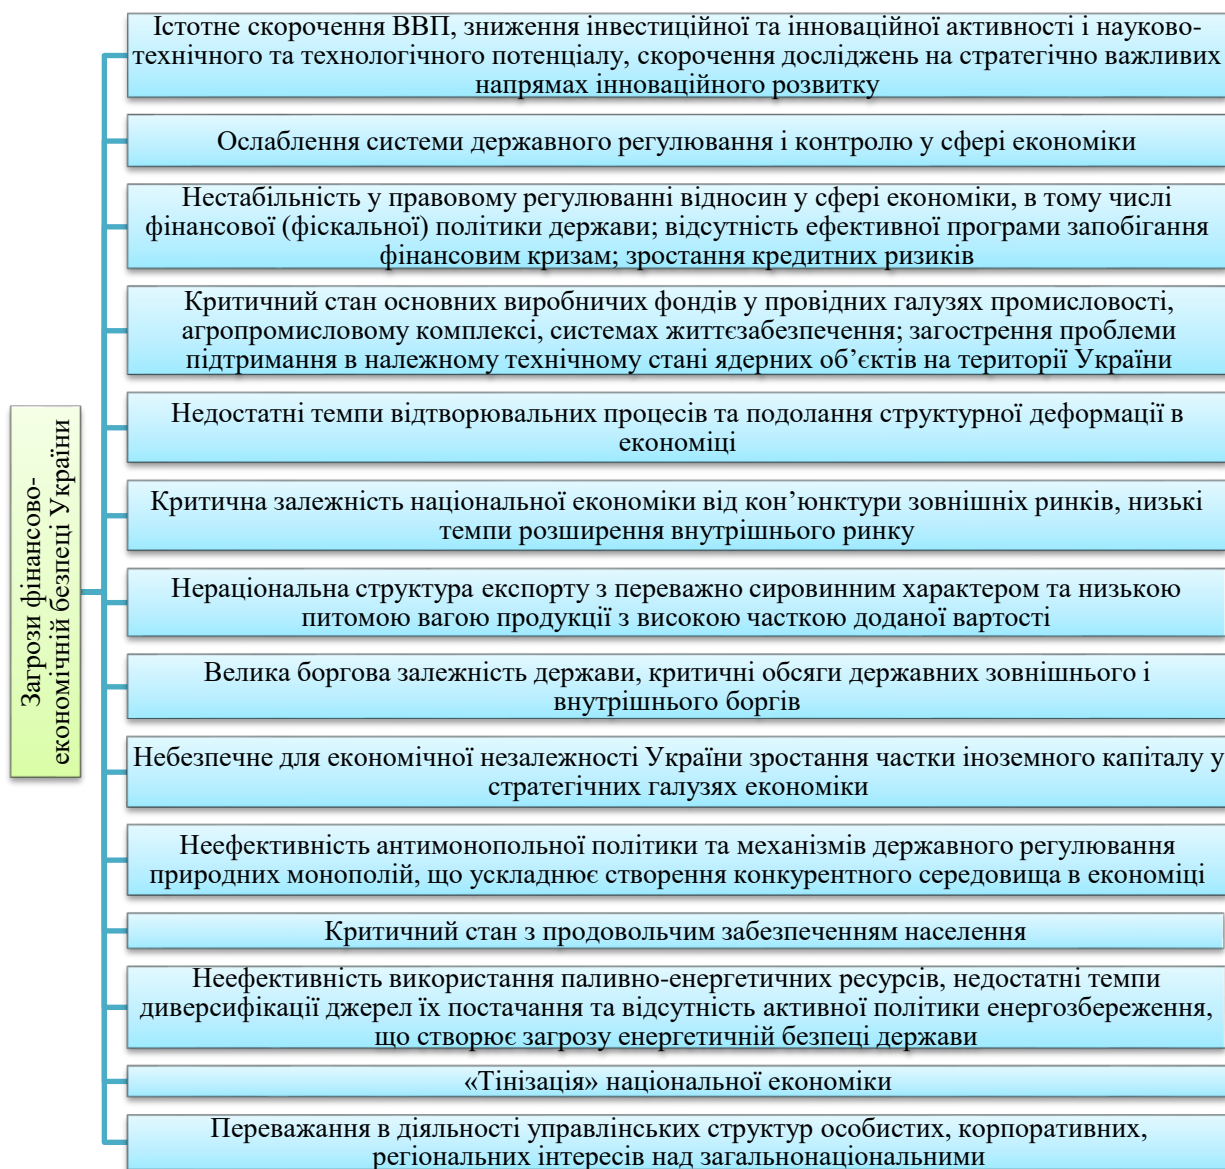 Істотне скорочення ВВП, зниження інвестиційної та інноваційної активності і науково-
технічного та технологічного потенціалу, скорочення досліджень на стратегічно важливих
напрямах інноваційного розвитку
Ослаблення системи державного регулювання і контролю у сфері економіки
Нестабільність у правовому регулюванні відносин у сфері економіки, в тому числі
фінансової (фіскальної) політики держави; відсутність ефективної програми запобігання
фінансовим кризам; зростання кредитних ризиків
Критичний стан основних виробничих фондів у провідних галузях промисловості,
агропромисловому комплексі, системах життєзабезпечення; загострення проблеми
підтримання в належному технічному стані ядерних об’єктів на території України
Загрози фінансово-
економічній безпеці України
Недостатні темпи відтворювальних процесів та подолання структурної деформації в
економіці
Критична залежність національної економіки від кон’юнктури зовнішніх ринків, низькі
темпи розширення внутрішнього ринку
Нераціональна структура експорту з переважно сировинним характером та низькою
питомою вагою продукції з високою часткою доданої вартості
Велика боргова залежність держави, критичні обсяги державних зовнішнього і
внутрішнього боргів
Небезпечне для економічної незалежності України зростання частки іноземного капіталу у
стратегічних галузях економіки
Неефективність антимонопольної політики та механізмів державного регулювання
природних монополій, що ускладнює створення конкурентного середовища в економіці
Критичний стан з продовольчим забезпеченням населення
Неефективність використання паливно-енергетичних ресурсів, недостатні темпи
диверсифікації джерел їх постачання та відсутність активної політики енергозбереження,
що створює загрозу енергетичній безпеці держави
«Тінізація» національної економіки
Переважання в діяльності управлінських структур особистих, корпоративних,
регіональних інтересів над загальнонаціональними